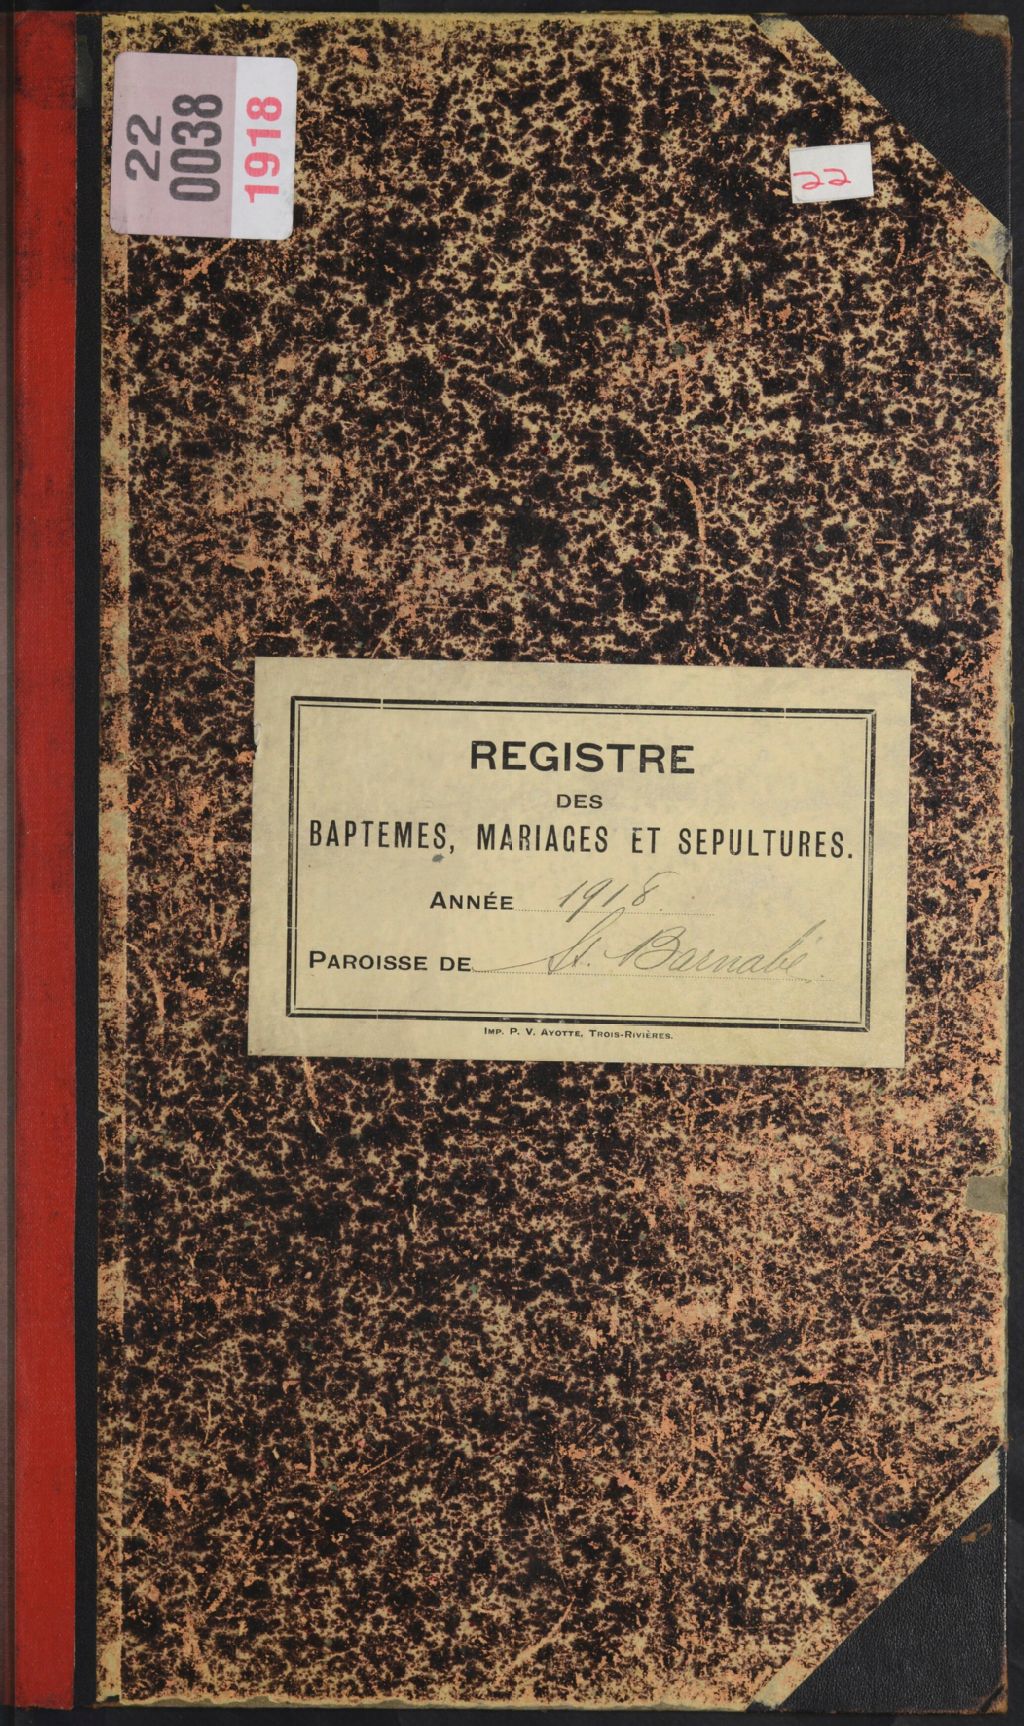 22
0038
1918
22
REGISTRE
DES
BAPTEMES, MARIAGES ET SEPULTURES.
ANNÉE 1918
PAROISSE DE St. Barnabé.
IMP. P. V. AYOTTE, TROIS-RIVIÈRES.